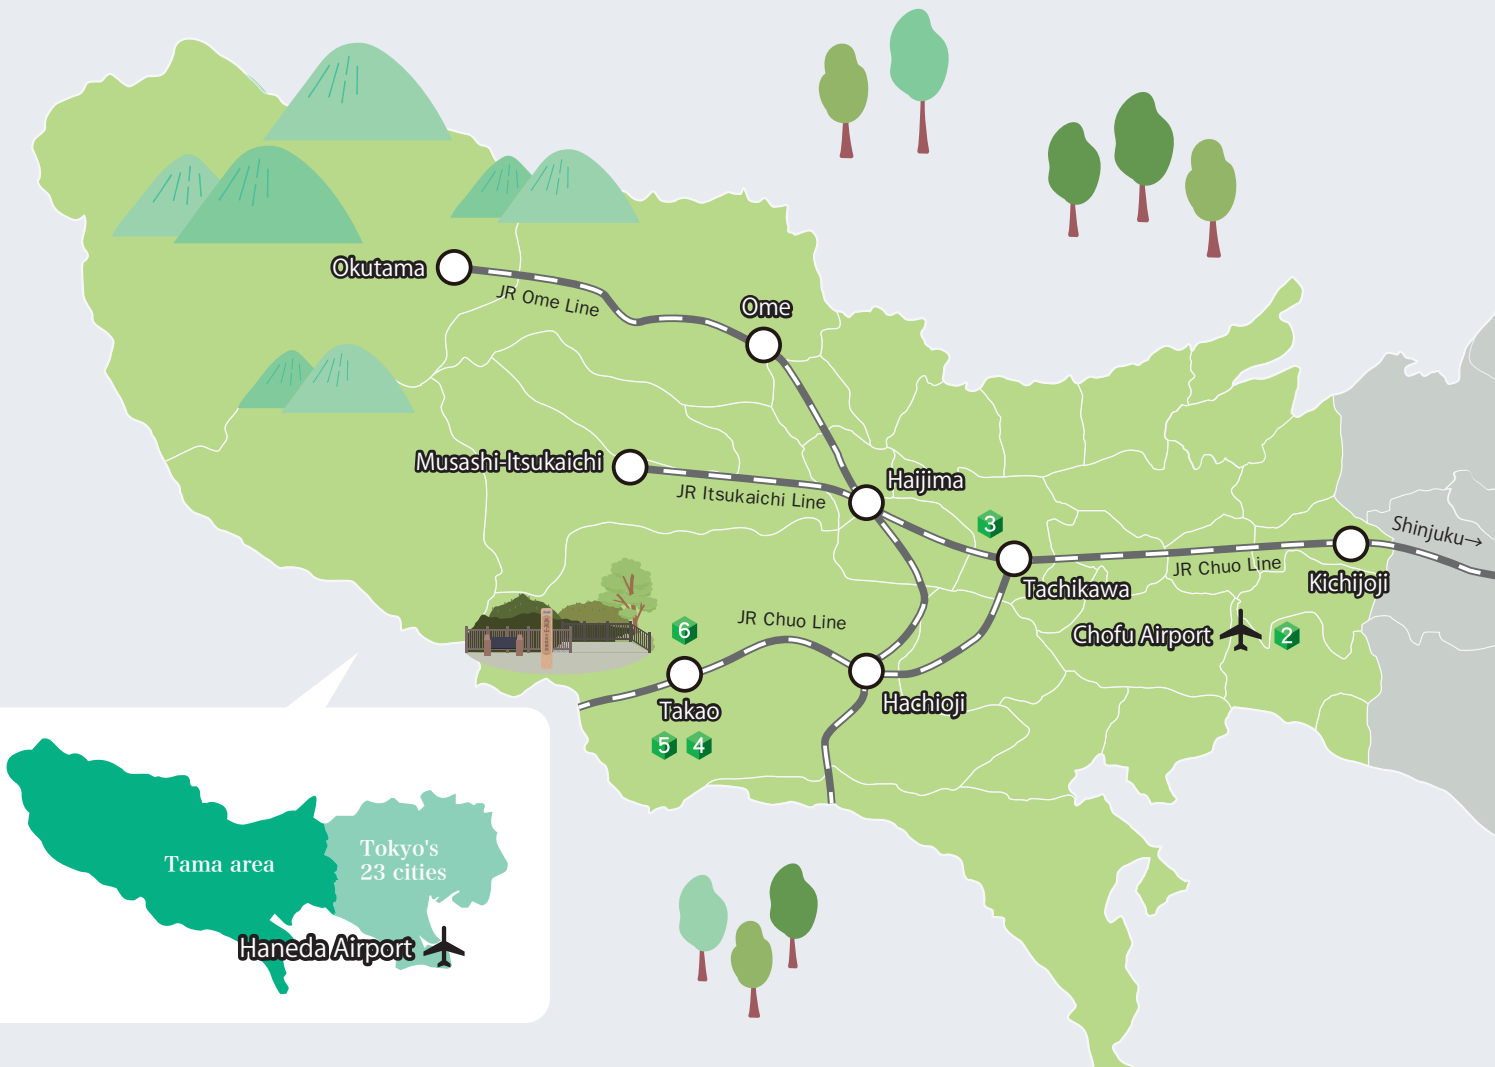 Okutama
JR Ome Line
Ome
Musashi-Itsukaichi
JR Itsukaichi Line
Haijima
3
Shinjuku→
JR Chuo Line
Tachikawa
Kichijoji
Chofu Airport
2
JR Chuo Line
6
Takao
5
4
Hachioji
Tama area
Tokyo's
23 cities
Haneda Airport